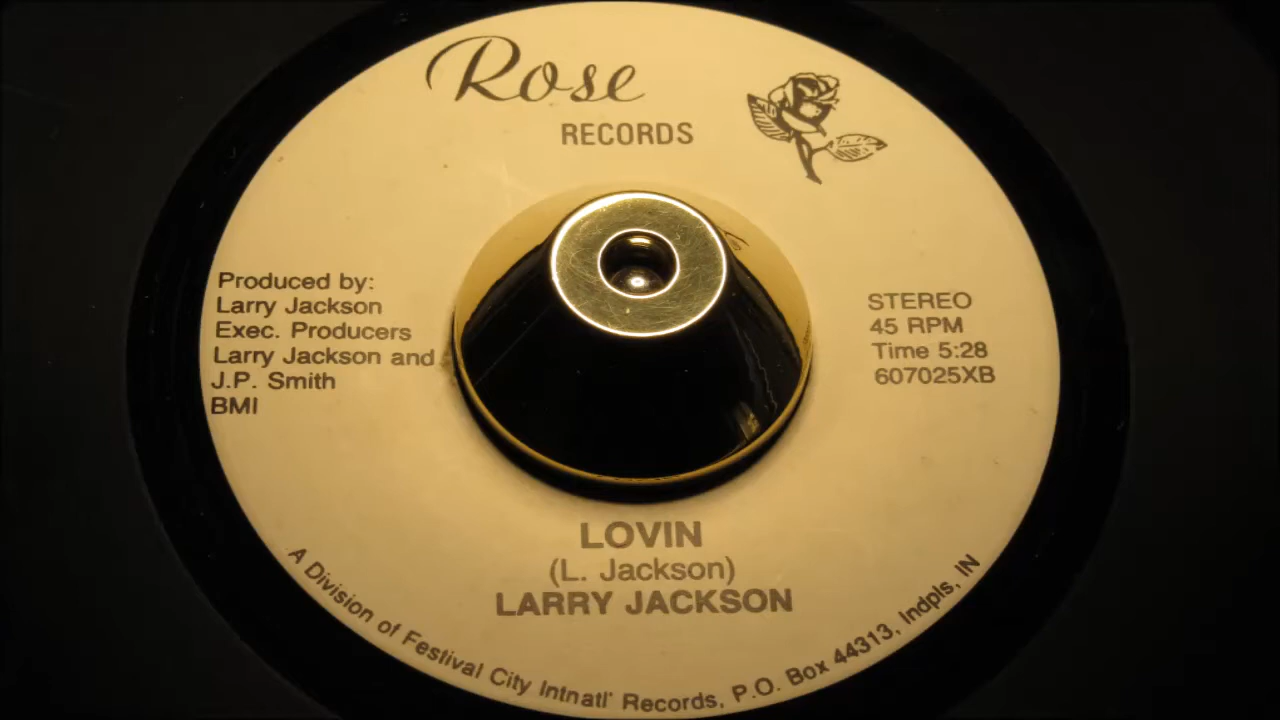 Rose
RECORDS
Produced by:
Larry Jackson
Exec. Producers
Larry Jackson and
J.P. Smith
BMI
STEREO
45 RPM
Time 5:28
607025XB
LOVIN
(L. Jackson)
LARRY JACKSON
A Division of Festival City Intnatl' Records, P.O. Box 44313, Indpls, IN